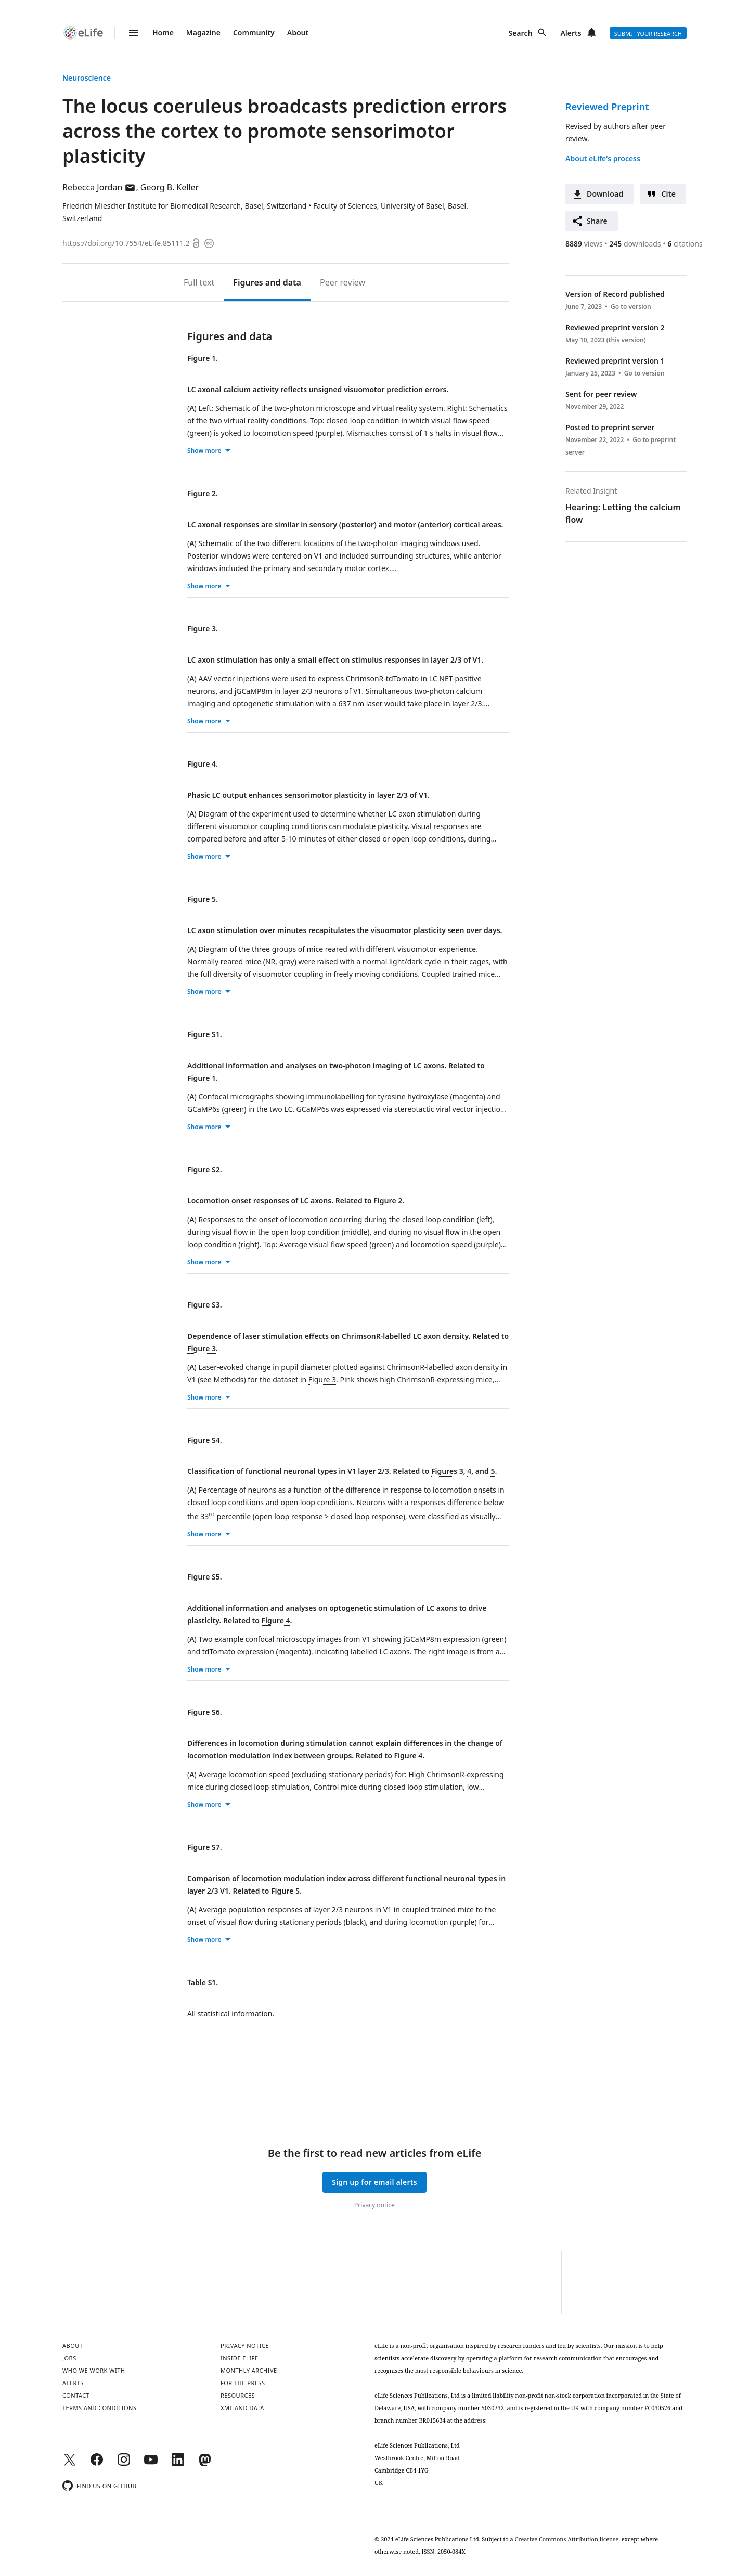 eLife
Home
Magazine
Community
About
Search
Alerts
SUBMIT YOUR RESEARCH
Neuroscience
The locus coeruleus broadcasts prediction errors
across the cortex to promote sensorimotor
plasticity
Rebecca Jordan , Georg B. Keller
Friedrich Miescher Institute for Biomedical Research, Basel, Switzerland • Faculty of Sciences, University of Basel, Basel,
Switzerland
https://doi.org/10.7554/eLife.85111.2
Reviewed Preprint
Revised by authors after peer
review.
About eLife's process
Download
Cite
Share
8889 views • 245 downloads • 6 citations
Full text
Figures and data
Peer review
Version of Record published
June 7, 2023 • Go to version
Reviewed preprint version 2
May 10, 2023 (this version)
Reviewed preprint version 1
January 25, 2023 • Go to version
Sent for peer review
November 29, 2022
Posted to preprint server
November 22, 2022 • Go to preprint
server
Related Insight
Hearing: Letting the calcium
flow
Figures and data
Figure 1.
LC axonal calcium activity reflects unsigned visuomotor prediction errors.
(A) Left: Schematic of the two-photon microscope and virtual reality system. Right: Schematics
of the two virtual reality conditions. Top: closed loop condition in which visual flow speed
(green) is yoked to locomotion speed (purple). Mismatches consist of 1 s halts in visual flow...
Show more
Figure 2.
LC axonal responses are similar in sensory (posterior) and motor (anterior) cortical areas.
(A) Schematic of the two different locations of the two-photon imaging windows used.
Posterior windows were centered on V1 and included surrounding structures, while anterior
windows included the primary and secondary motor cortex....
Show more
Figure 3.
LC axon stimulation has only a small effect on stimulus responses in layer 2/3 of V1.
(A) AAV vector injections were used to express ChrimsonR-tdTomato in LC NET-positive
neurons, and jGCaMP8m in layer 2/3 neurons of V1. Simultaneous two-photon calcium
imaging and optogenetic stimulation with a 637 nm laser would take place in layer 2/3....
Show more
Figure 4.
Phasic LC output enhances sensorimotor plasticity in layer 2/3 of V1.
(A) Diagram of the experiment used to determine whether LC axon stimulation during
different visuomotor coupling conditions can modulate plasticity. Visual responses are
compared before and after 5-10 minutes of either closed or open loop conditions, during...
Show more
Figure 5.
LC axon stimulation over minutes recapitulates the visuomotor plasticity seen over days.
(A) Diagram of the three groups of mice reared with different visuomotor experience.
Normally reared mice (NR, gray) were raised with a normal light/dark cycle in their cages, with
the full diversity of visuomotor coupling in freely moving conditions. Coupled trained mice...
Show more
Figure S1.
Additional information and analyses on two-photon imaging of LC axons. Related to
Figure 1.
(A) Confocal micrographs showing immunolabelling for tyrosine hydroxylase (magenta) and
GCaMP6s (green) in the two LC. GCaMP6s was expressed via stereotactic viral vector injectio...
Show more
Figure S2.
Locomotion onset responses of LC axons. Related to Figure 2.
(A) Responses to the onset of locomotion occurring during the closed loop condition (left),
during visual flow in the open loop condition (middle), and during no visual flow in the open
loop condition (right). Top: Average visual flow speed (green) and locomotion speed (purple)...
Show more
Figure S3.
Dependence of laser stimulation effects on ChrimsonR-labelled LC axon density. Related to
Figure 3.
(A) Laser-evoked change in pupil diameter plotted against ChrimsonR-labelled axon density in
V1 (see Methods) for the dataset in Figure 3. Pink shows high ChrimsonR-expressing mice,...
Show more
Figure S4.
Classification of functional neuronal types in V1 layer 2/3. Related to Figures 3, 4, and 5.
(A) Percentage of neurons as a function of the difference in response to locomotion onsets in
closed loop conditions and open loop conditions. Neurons with a responses difference below
the 33rd percentile (open loop response > closed loop response), were classified as visually...
Show more
Figure S5.
Additional information and analyses on optogenetic stimulation of LC axons to drive
plasticity. Related to Figure 4.
(A) Two example confocal microscopy images from V1 showing jGCaMP8m expression (green)
and tdTomato expression (magenta), indicating labelled LC axons. The right image is from a...
Show more
Figure S6.
Differences in locomotion during stimulation cannot explain differences in the change of
locomotion modulation index between groups. Related to Figure 4.
(A) Average locomotion speed (excluding stationary periods) for: High ChrimsonR-expressing
mice during closed loop stimulation, Control mice during closed loop stimulation, low...
Show more
Figure S7.
Comparison of locomotion modulation index across different functional neuronal types in
layer 2/3 V1. Related to Figure 5.
(A) Average population responses of layer 2/3 neurons in V1 in coupled trained mice to the
onset of visual flow during stationary periods (black), and during locomotion (purple) for...
Show more
Table S1.
All statistical information.
Be the first to read new articles from eLife
Sign up for email alerts
Privacy notice
ABOUT
JOBS
WHO WE WORK WITH
ALERTS
CONTACT
TERMS AND CONDITIONS
PRIVACY NOTICE
INSIDE ELIFE
MONTHLY ARCHIVE
FOR THE PRESS
RESOURCES
XML AND DATA
FIND US ON GITHUB
eLife is a non-profit organisation inspired by research funders and led by scientists. Our mission is to help
scientists accelerate discovery by operating a platform for research communication that encourages and
recognises the most responsible behaviours in science.
eLife Sciences Publications, Ltd is a limited liability non-profit non-stock corporation incorporated in the State of
Delaware, USA, with company number 5030732, and is registered in the UK with company number FC030576 and
branch number BR015634 at the address:
eLife Sciences Publications, Ltd
Westbrook Centre, Milton Road
Cambridge CB4 1YG
UK
© 2024 eLife Sciences Publications Ltd. Subject to a Creative Commons Attribution license, except where
otherwise noted. ISSN: 2050-084X